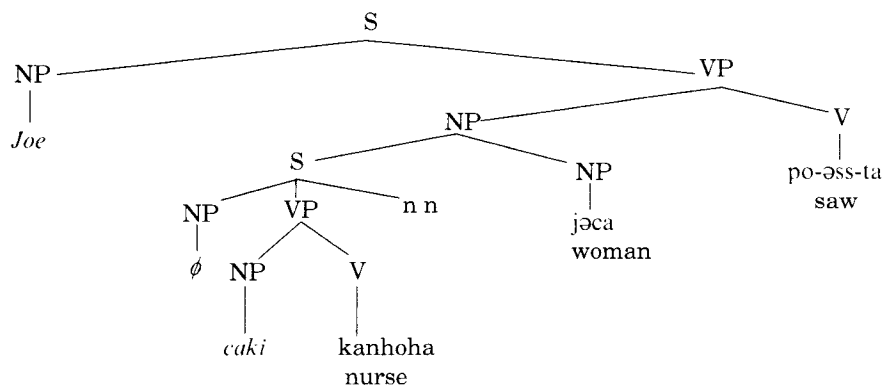 S
NP VP
Joe NP V
S NP po-əss-ta
saw
NP VP n n jəca
woman
ϕ NP V
caki kanhoha
nurse